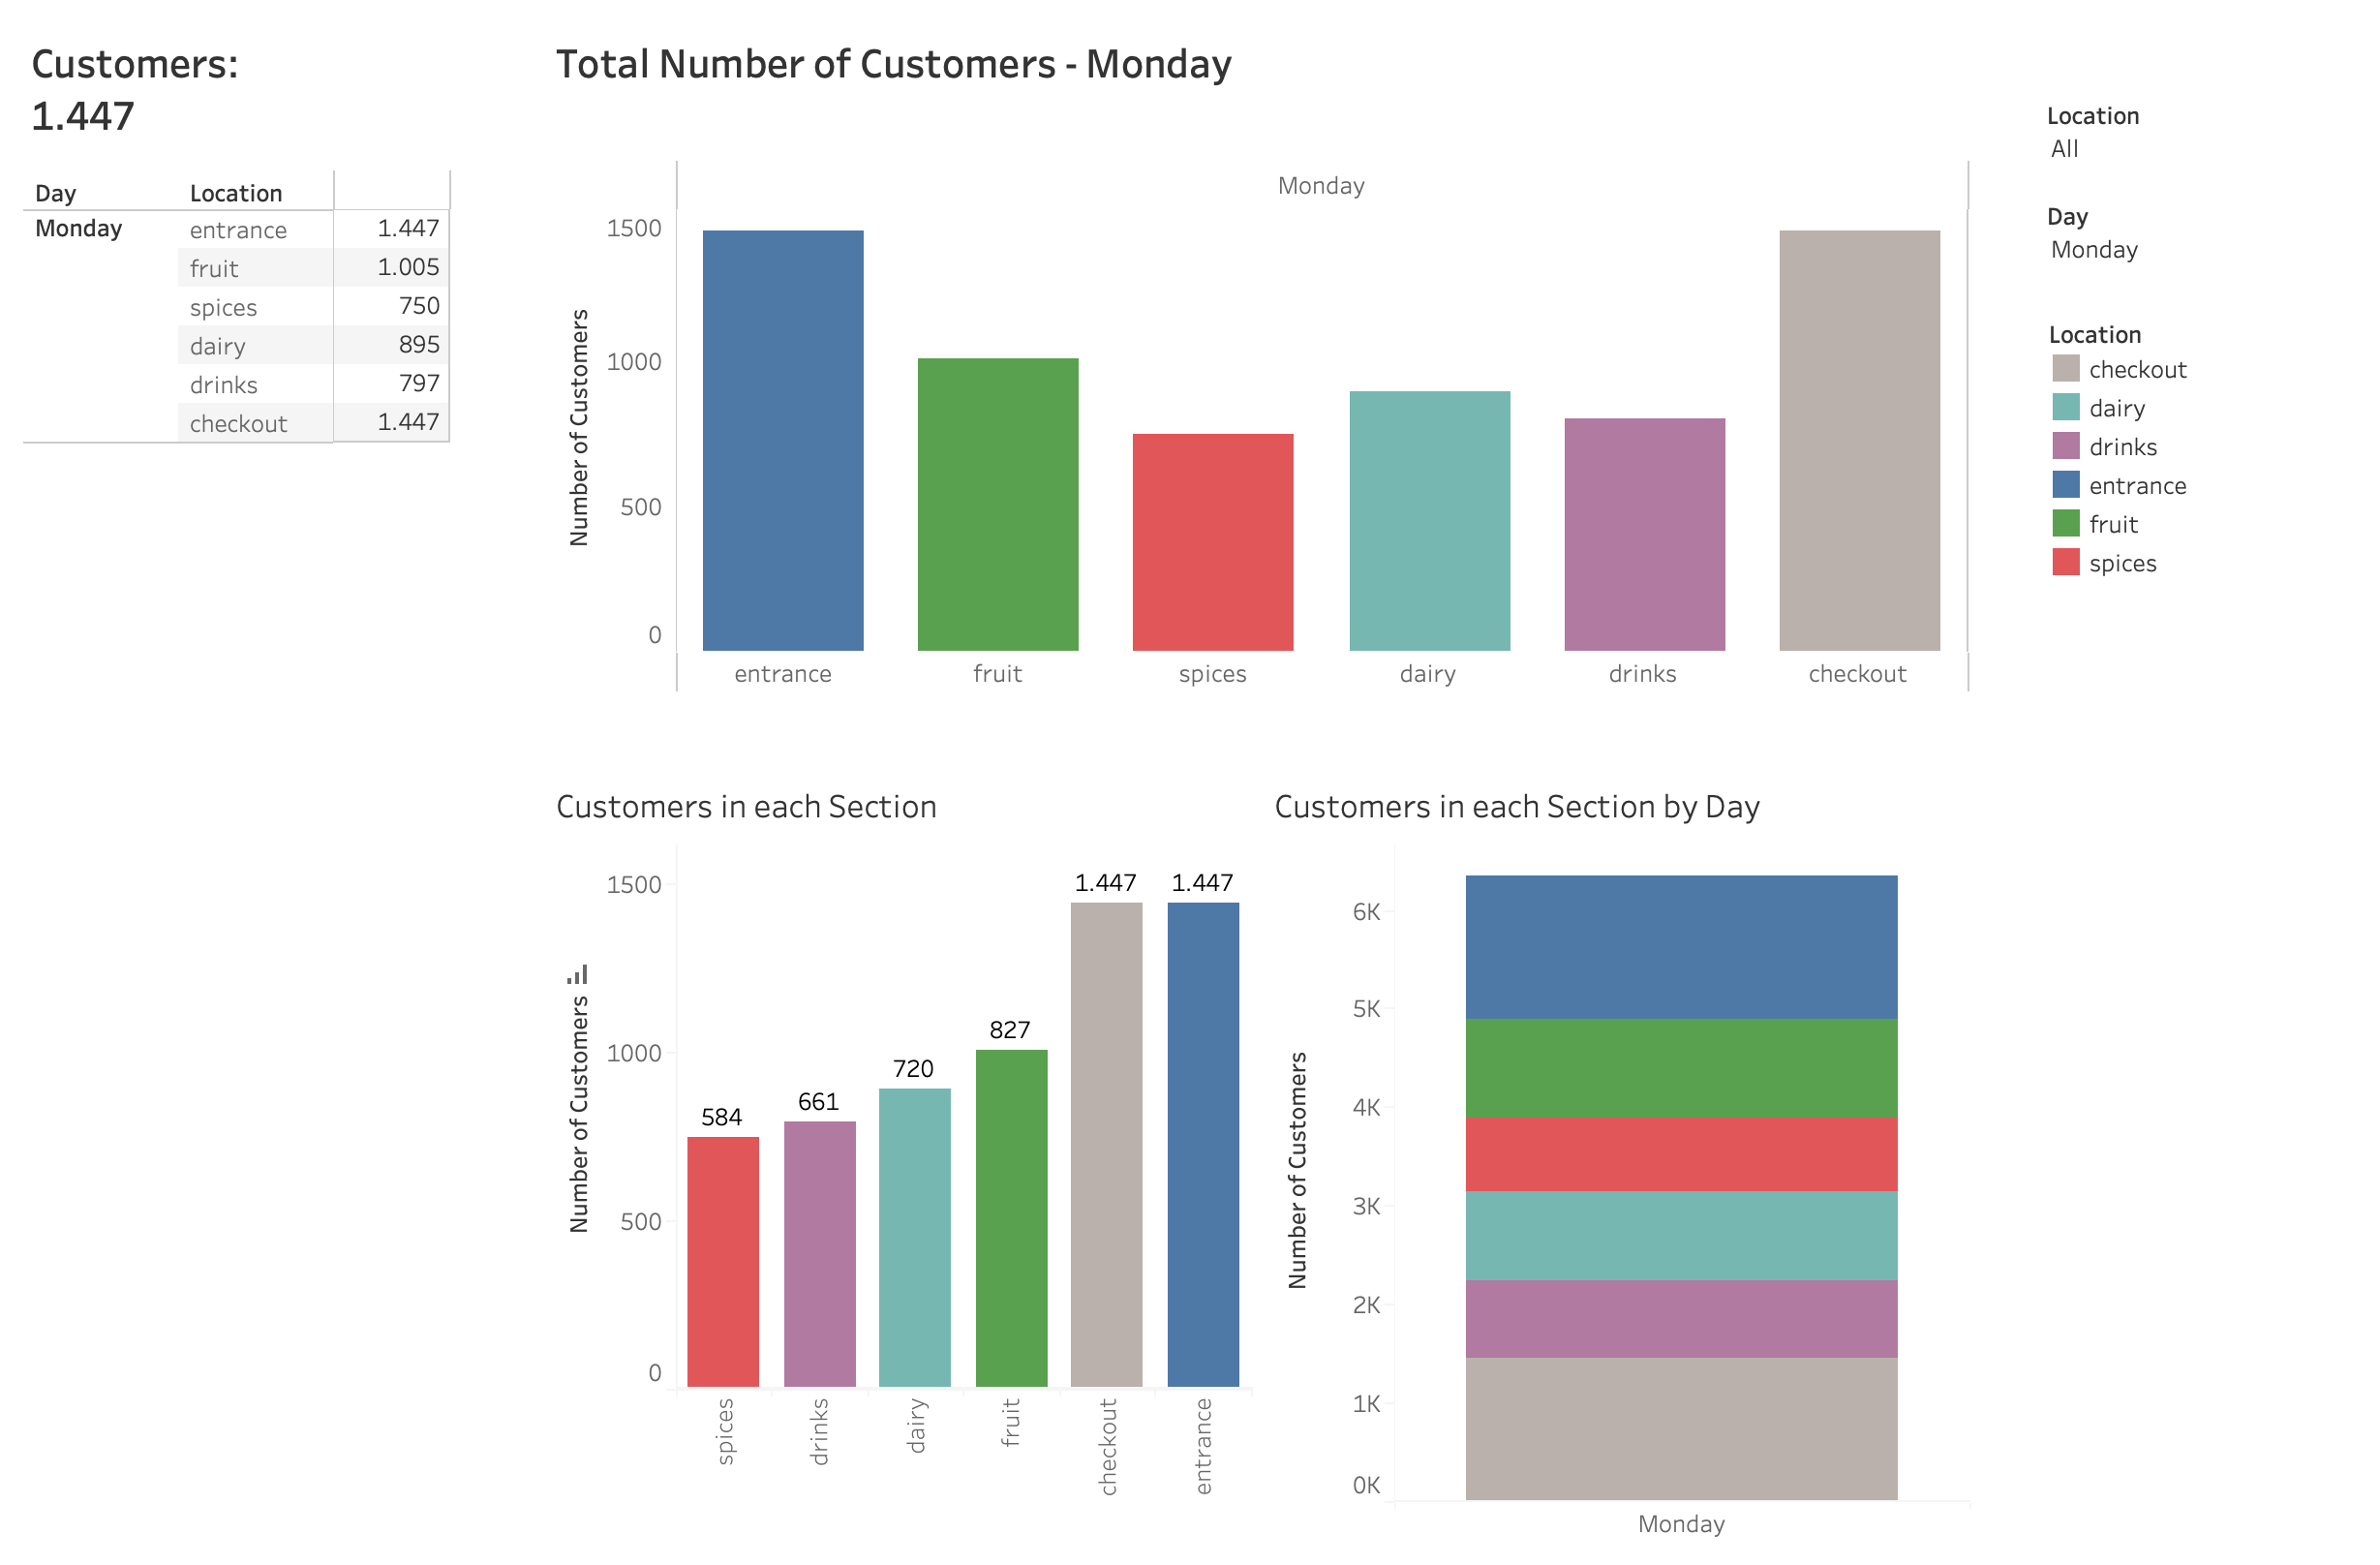 Customers:
1.447
Day Location
Monday entrance 1.447
fruit 1.005
spices 750
dairy 895
drinks 797
checkout 1.447
Total Number of Customers - Monday
Monday
Number of Customers
1500
1000
500
0
entrance fruit spices dairy drinks checkout
Location
All
Day
Monday
Location
checkout
dairy
drinks
entrance
fruit
spices
Customers in each Section
Number of Customers
1500
1000
500
0
584 661 720 827 1.447 1.447
spices drinks dairy fruit checkout entrance
Customers in each Section by Day
Number of Customers
6K
5K
4K
3K
2K
1K
0K
Monday